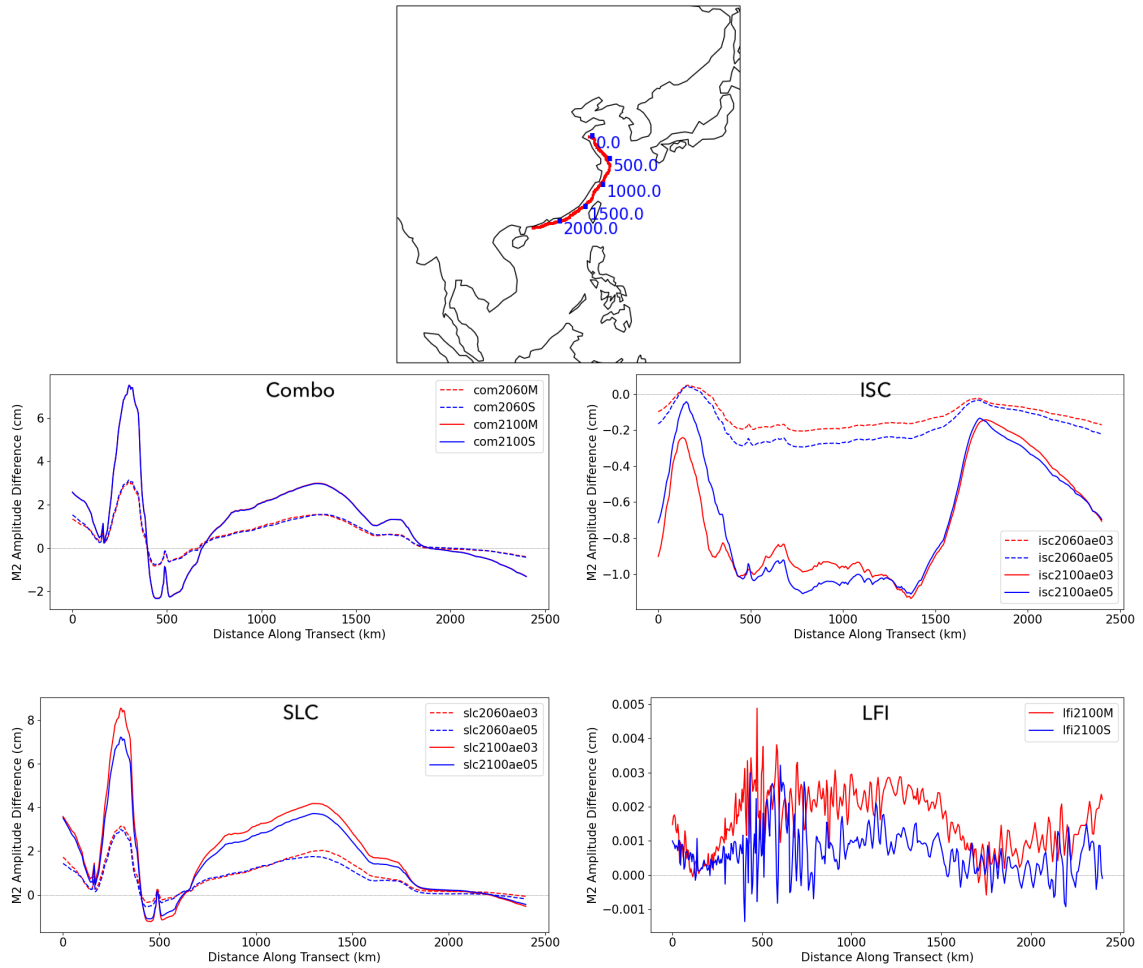 0.0
500.0
1000.0
1500.0
2000.0
Combo
com2060M
com2060S
com2100M
com2100S
6
4
2
0
−2
M2 Amplitude Difference (cm)
0 500 1000 1500 2000 2500
Distance Along Transect (km)
ISC
0.0
−0.2
−0.4
−0.6
−0.8
−1.0
M2 Amplitude Difference (cm)
isc2060ae03
isc2060ae05
isc2100ae03
isc2100ae05
0 500 1000 1500 2000 2500
Distance Along Transect (km)
SLC
slc2060ae03
slc2060ae05
slc2100ae03
slc2100ae05
8
6
4
2
0
M2 Amplitude Difference (cm)
0 500 1000 1500 2000 2500
Distance Along Transect (km)
LFI
lfi2100M
lfi2100S
0.005
0.004
0.003
0.002
0.001
0.000
−0.001
M2 Amplitude Difference (cm)
0 500 1000 1500 2000 2500
Distance Along Transect (km)